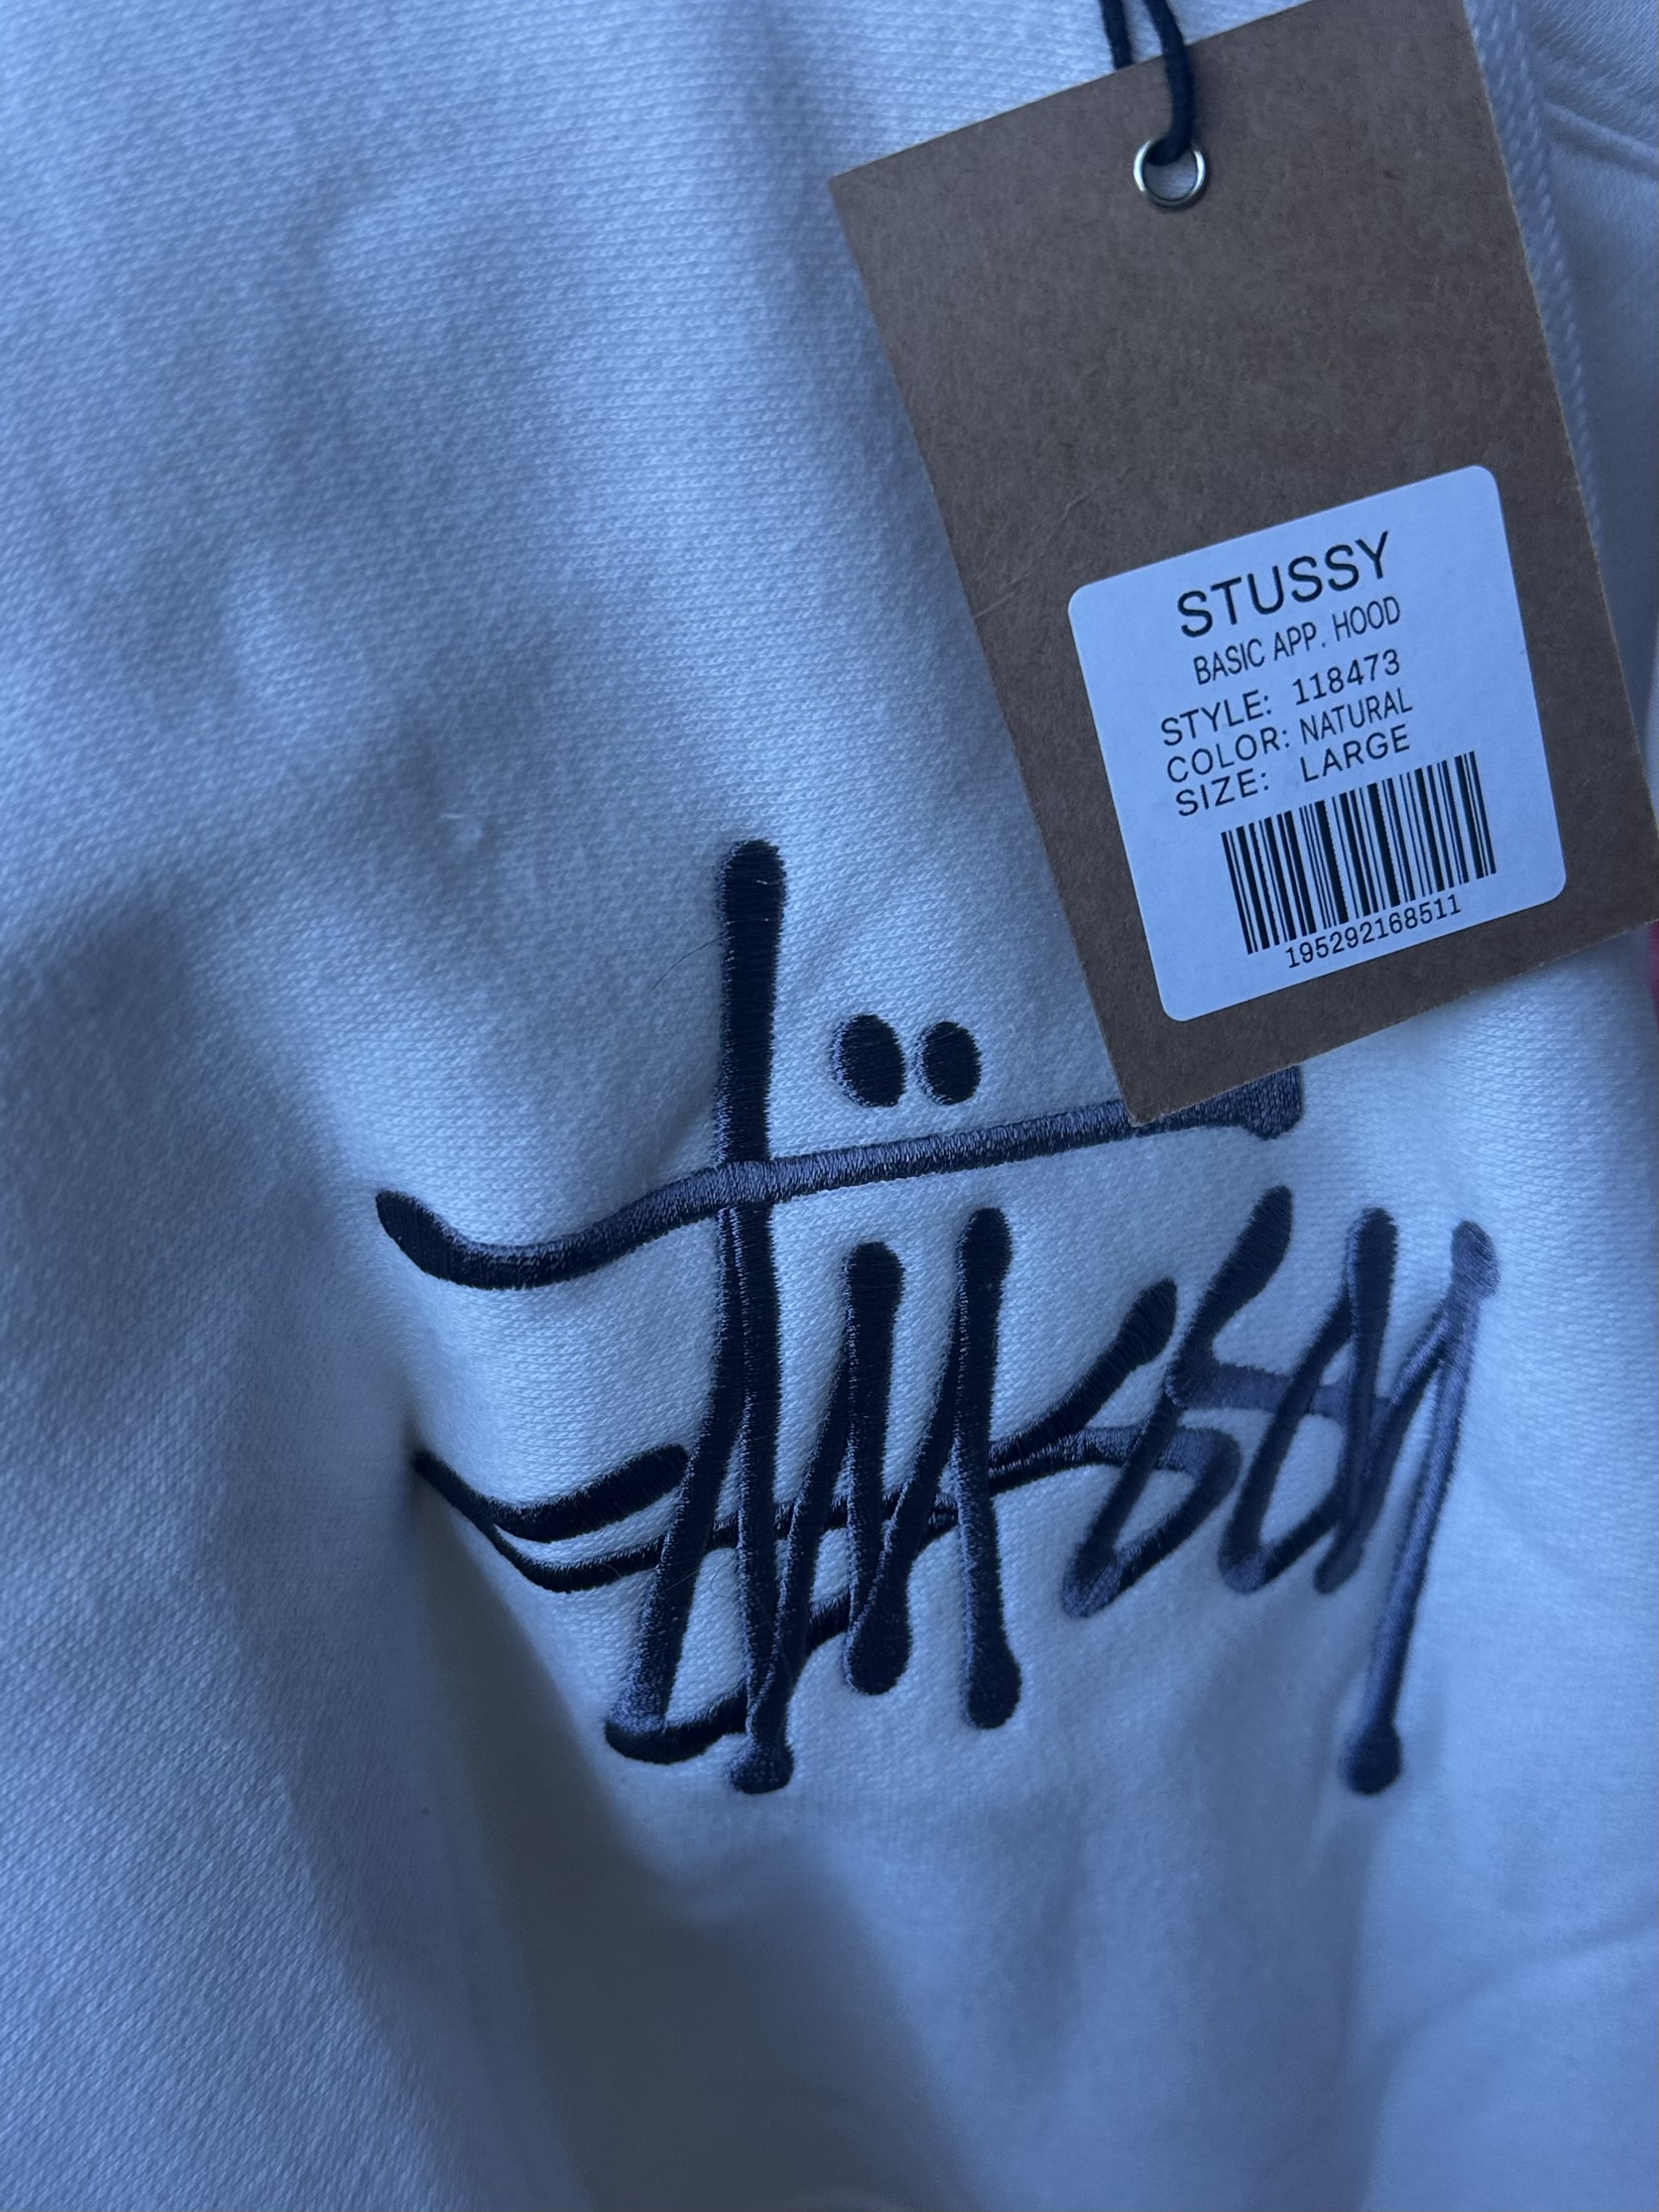 STUSSY
BASIC APP. HOOD
STYLE: 118473
COLOR: NATURAL
SIZE: LARGE
195292168511
Stüssy